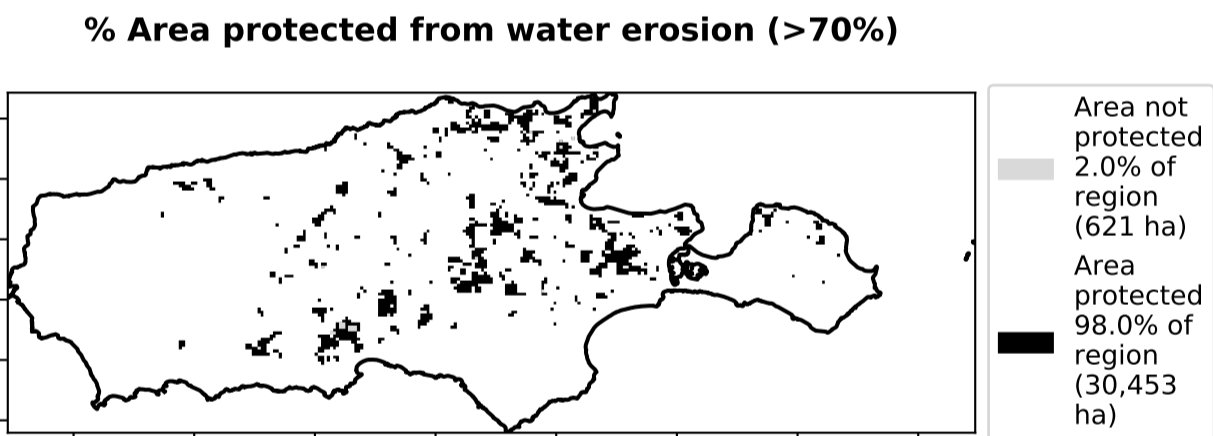 % Area protected from water erosion (>70%)
Area not
protected
2.0% of
region
(621 ha)
Area
protected
98.0% of
region
(30,453
ha)